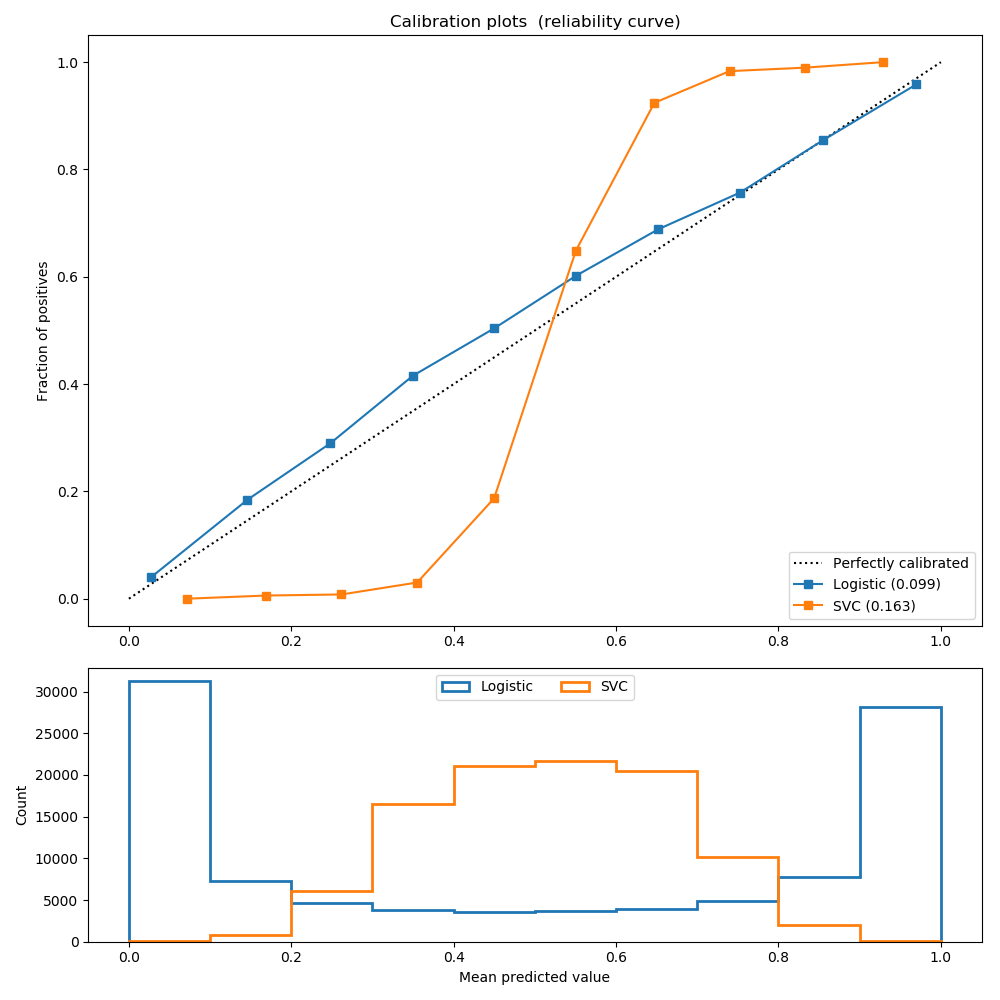 Calibration plots  (reliability curve)
1.0
0.8
0.6
0.4
0.2
0.0
Fraction of positives
Perfectly calibrated
Logistic (0.099)
SVC (0.163)
0.0 0.2 0.4 0.6 0.8 1.0
Logistic SVC
30000
25000
20000
15000
10000
5000
0
Count
0.0 0.2 0.4 0.6 0.8 1.0
Mean predicted value